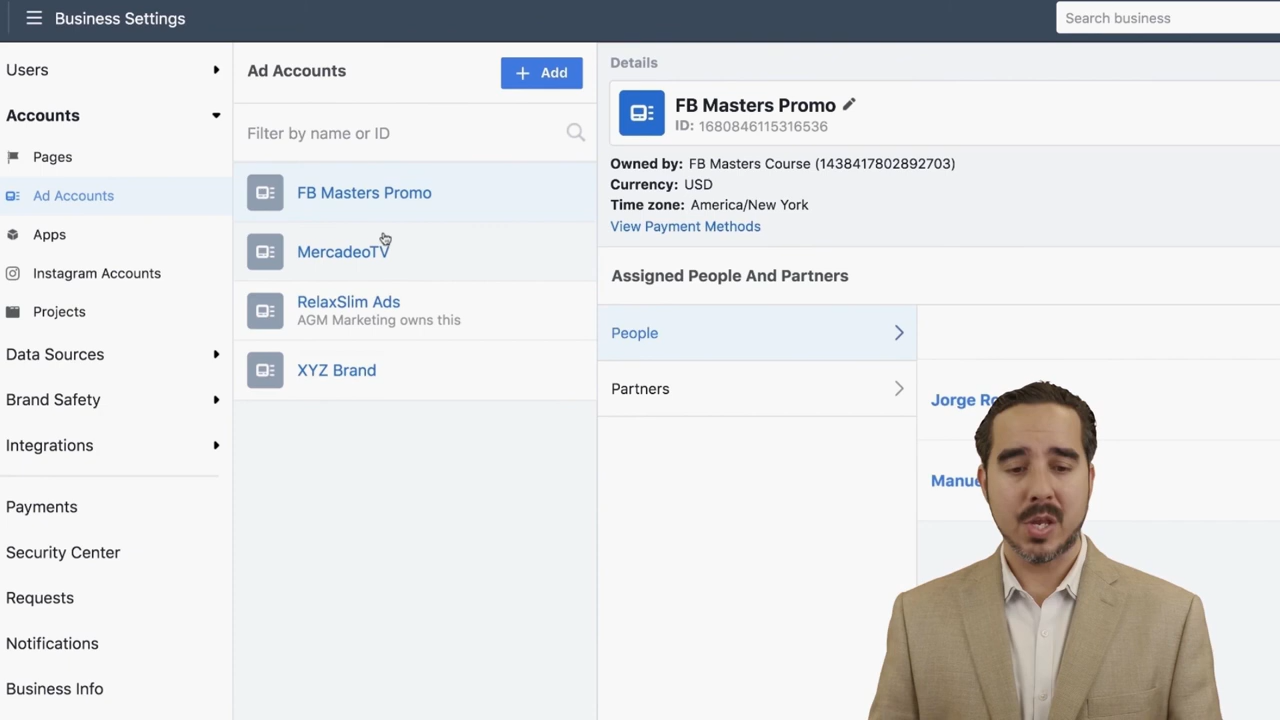 Business Settings
Search business
Users
Accounts
Pages
Ad Accounts
Apps
Instagram Accounts
Projects
Data Sources
Brand Safety
Integrations
Payments
Security Center
Requests
Notifications
Business Info
Ad Accounts
+ Add
Filter by name or ID
FB Masters Promo
MercadeoTV
RelaxSlim Ads
AGM Marketing owns this
XYZ Brand
Details
FB Masters Promo
ID: 1680846115316536
Owned by: FB Masters Course (1438417802892703)
Currency: USD
Time zone: America/New York
View Payment Methods
Assigned People And Partners
People
Partners
Jorge